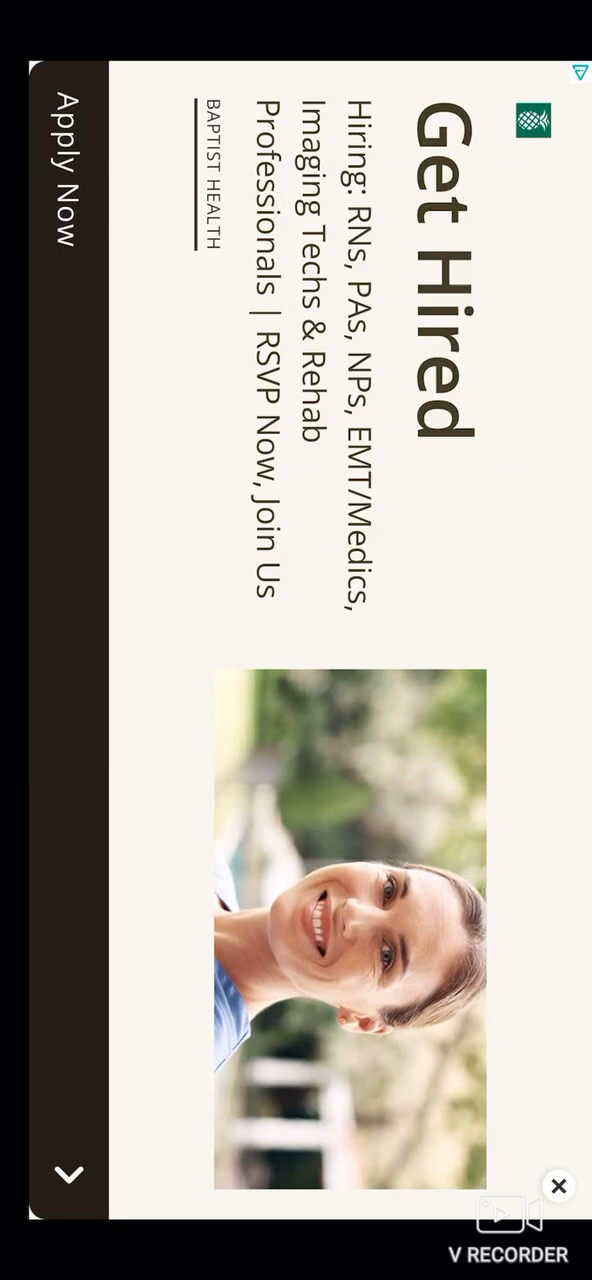 Get Hired
Hiring: RNs, PAs, NPs, EMT/Medics,
Imaging Techs & Rehab
Professionals | RSVP Now, Join Us
BAPTIST HEALTH
Apply Now
V RECORDER